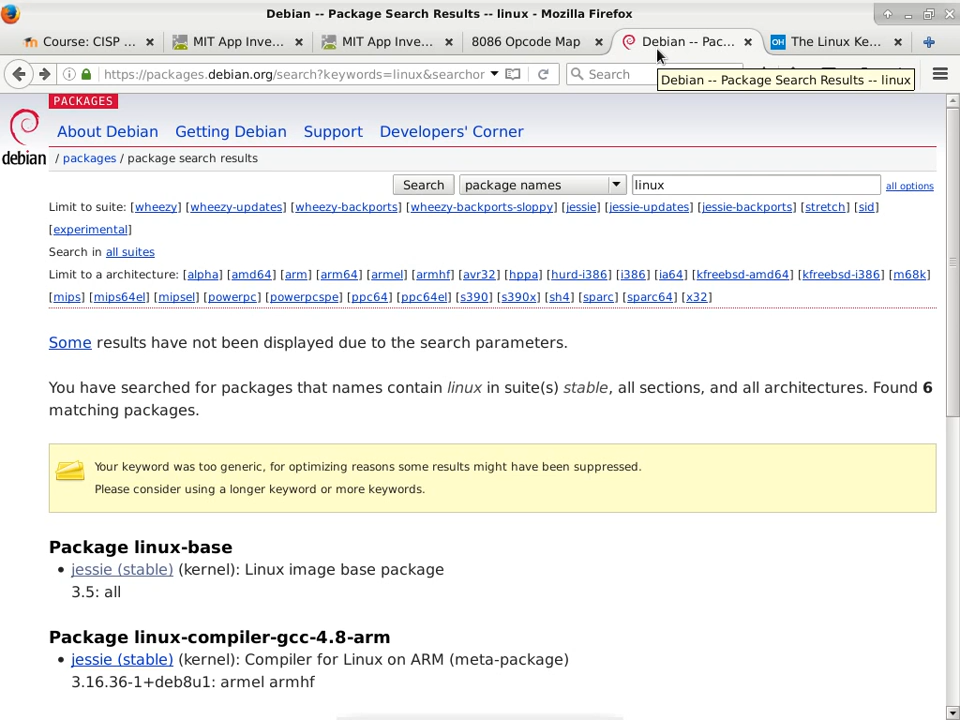 Debian -- Package Search Results -- linux - Mozilla Firefox
Course: CISP ...
MIT App Inve...
MIT App Inve...
8086 Opcode Map
Debian -- Pac...
The Linux Ke...
https://packages.debian.org/search?keywords=linux&searchor
Search
Debian -- Package Search Results -- linux
PACKAGES
About Debian Getting Debian Support Developers' Corner
debian
/ packages / package search results
Search package names linux all options
Limit to suite: [wheezy] [wheezy-updates] [wheezy-backports] [wheezy-backports-sloppy] [jessie] [jessie-updates] [jessie-backports] [stretch] [sid]
[experimental]
Search in all suites
Limit to a architecture: [alpha] [amd64] [arm] [arm64] [armel] [armhf] [avr32] [hppa] [hurd-i386] [i386] [ia64] [kfreebsd-amd64] [kfreebsd-i386] [m68k]
[mips] [mips64el] [mipsel] [powerpc] [powerpcspe] [ppc64] [ppc64el] [s390] [s390x] [sh4] [sparc] [sparc64] [x32]
Some results have not been displayed due to the search parameters.
You have searched for packages that names contain linux in suite(s) stable, all sections, and all architectures. Found 6
matching packages.
Your keyword was too generic, for optimizing reasons some results might have been suppressed.
Please consider using a longer keyword or more keywords.
Package linux-base
• jessie (stable) (kernel): Linux image base package
3.5: all
Package linux-compiler-gcc-4.8-arm
• jessie (stable) (kernel): Compiler for Linux on ARM (meta-package)
3.16.36-1+deb8u1: armel armhf